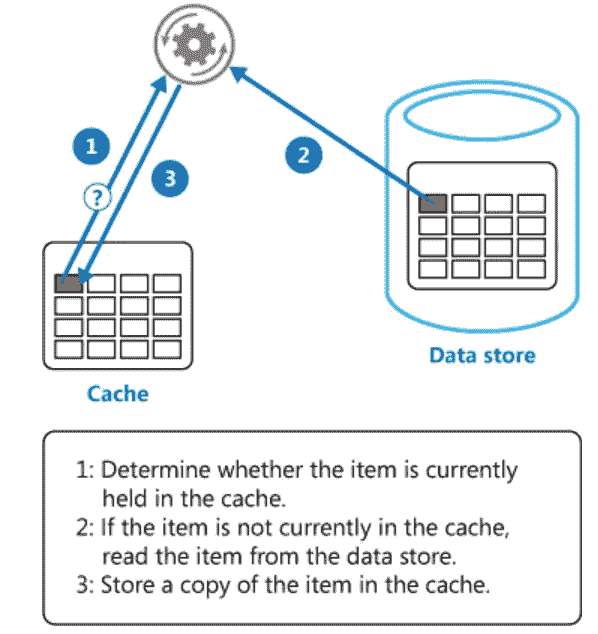 1
2
3
?
Data store
Cache
1: Determine whether the item is currently
held in the cache.
2: If the item is not currently in the cache,
read the item from the data store.
3: Store a copy of the item in the cache.